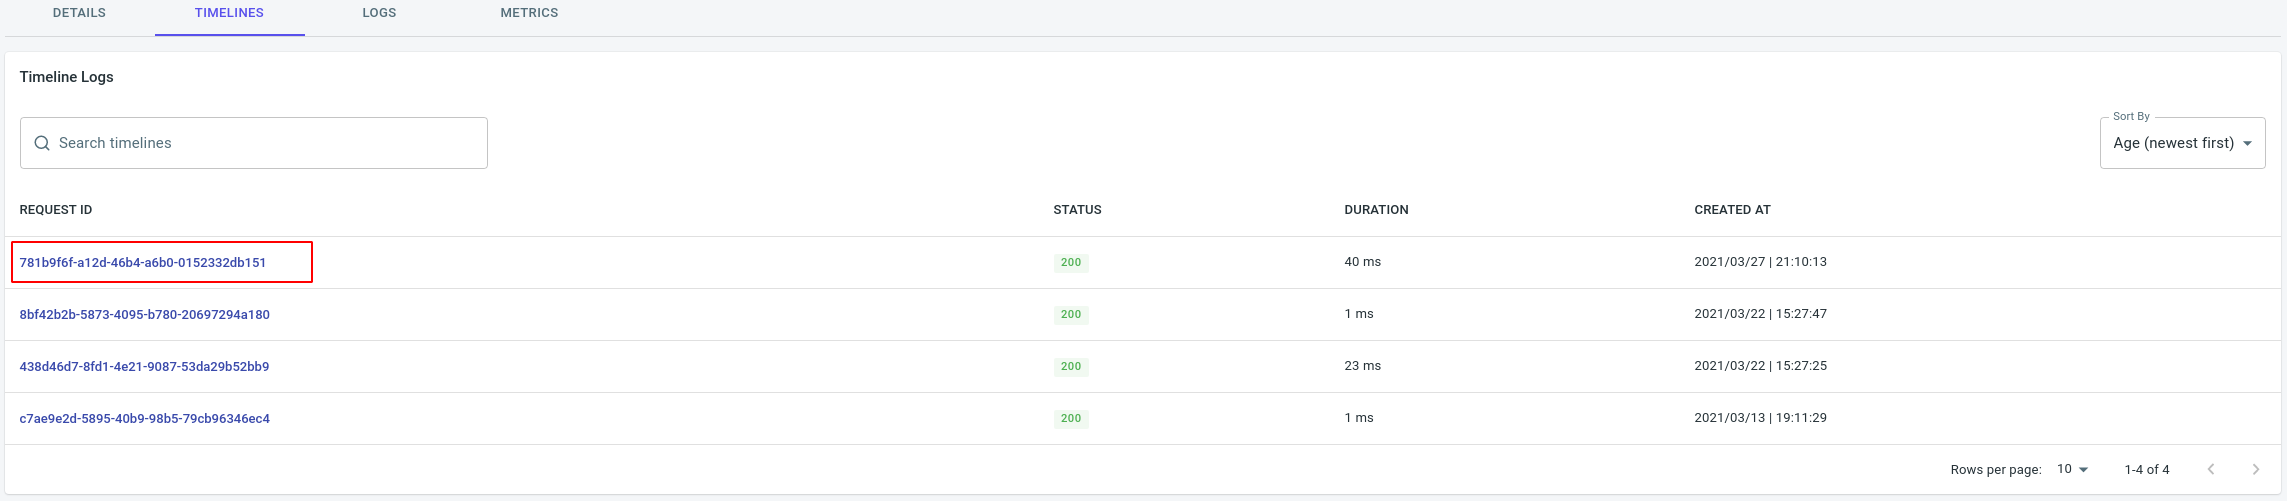 DETAILS TIMELINES LOGS METRICS
Timeline Logs
Sort By
Search timelines Age (newest first)
REQUEST ID STATUS DURATION CREATED AT
781b9f6f-a12d-46b4-a6b0-0152332db151 200 40 ms 2021/03/27 | 21:10:13
8bf42b2b-5873-4095-b780-20697294a180 200 1 ms 2021/03/22 | 15:27:47
438d46d7-8fd1-4e21-9087-53da29b52bb9 200 23 ms 2021/03/22 | 15:27:25
c7ae9e2d-5895-40b9-98b5-79cb96346ec4 200 1 ms 2021/03/13 | 19:11:29
Rows per page: 10 1-4 of 4